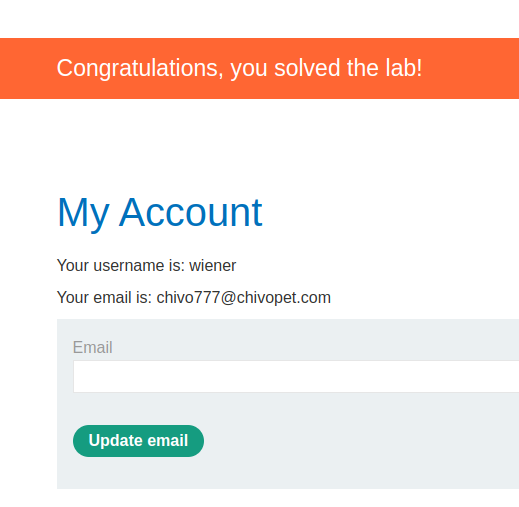 Congratulations, you solved the lab!
My Account
Your username is: wiener
Your email is: chivo777@chivopet.com
Email
Update email